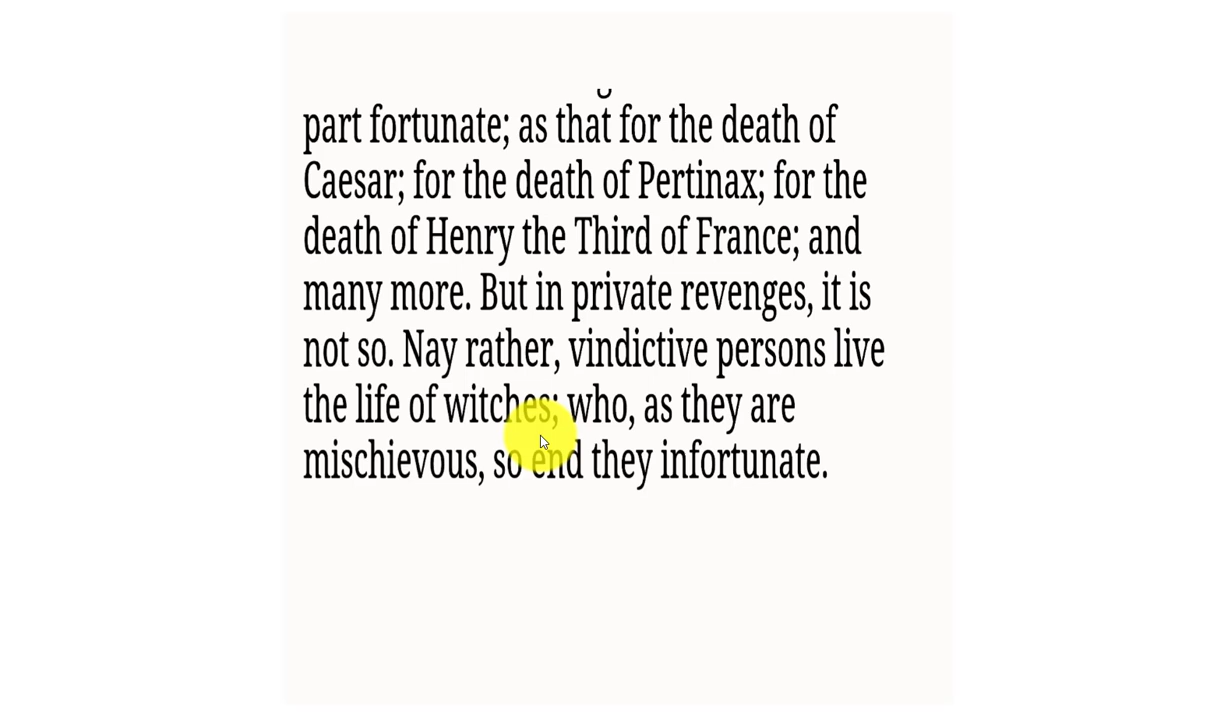 part fortunate; as that for the death of
Caesar; for the death of Pertinax; for the
death of Henry the Third of France; and
many more. But in private revenges, it is
not so. Nay rather, vindictive persons live
the life of witches; who, as they are
mischievous, so end they infortunate.